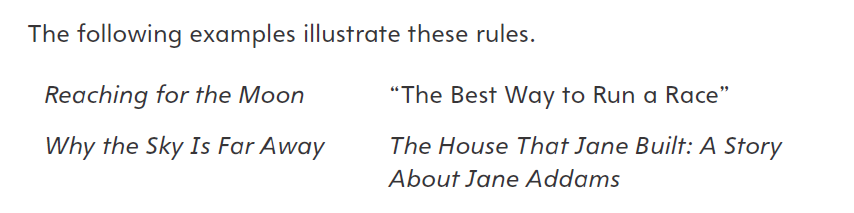 The following examples illustrate these rules.
Reaching for the Moon
“The Best Way to Run a Race”
Why the Sky Is Far Away
The House That Jane Built: A Story
About Jane Addams